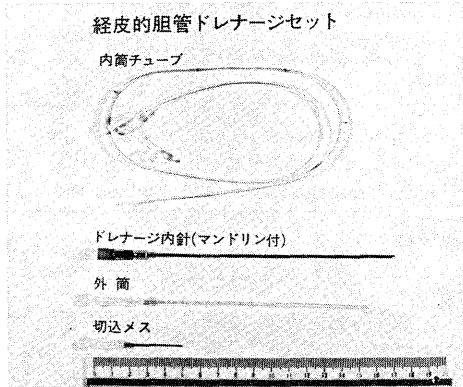 経皮的胆管ドレナージセット
内筒チューブ
ドレナージ内針(マンドリン付)
外筒
切込メス